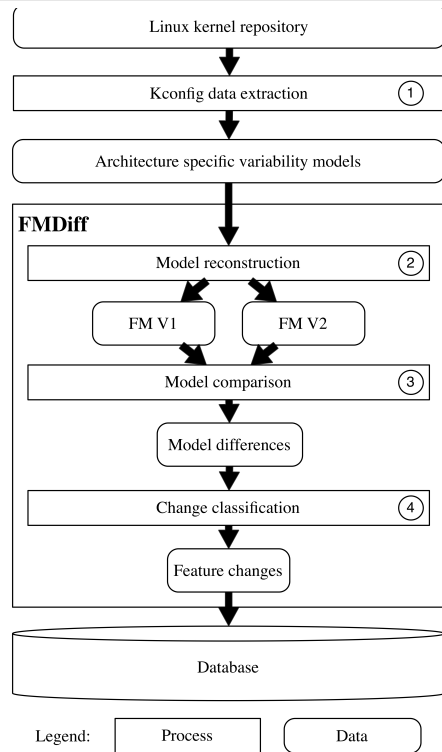 Linux kernel repository
Kconfig data extraction 1
Architecture specific variability models
FMDiff
Model reconstruction 2
FM V1 FM V2
Model comparison 3
Model differences
Change classification 4
Feature changes
Database
Legend: Process Data